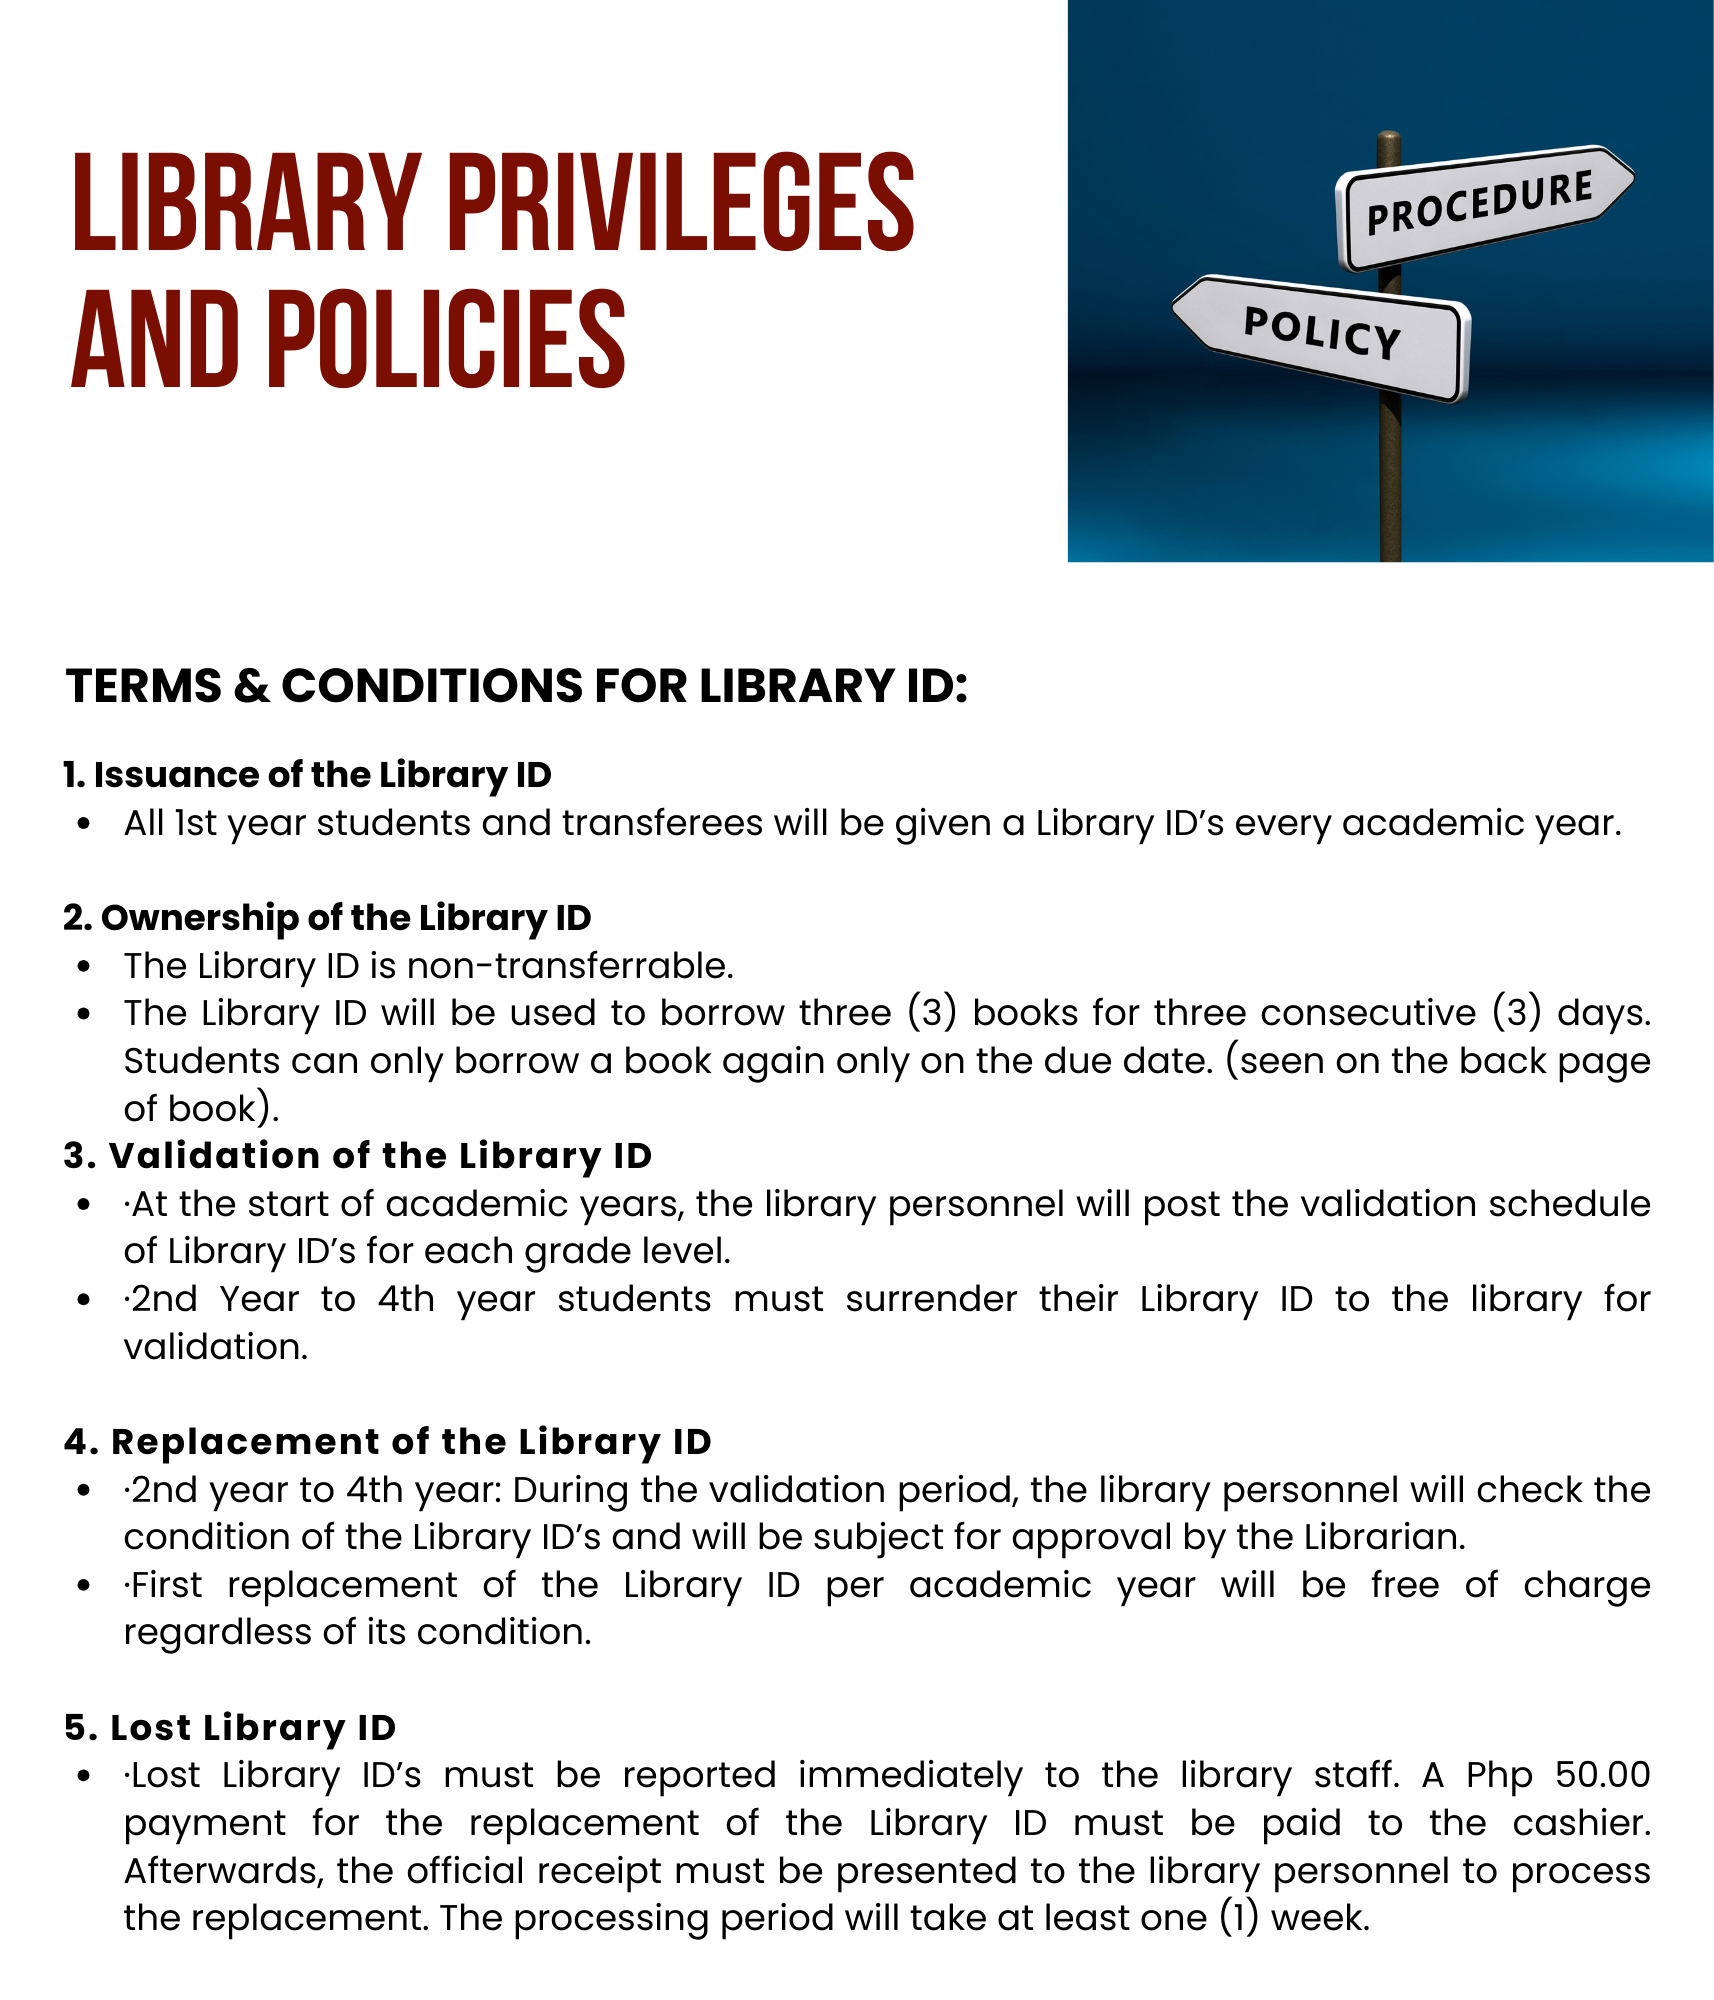 LIBRARY PRIVILEGES
AND POLICIES
PROCEDURE
POLICY
TERMS & CONDITIONS FOR LIBRARY ID:
1. Issuance of the Library ID
• All 1st year students and transferees will be given a Library ID’s every academic year.
2. Ownership of the Library ID
• The Library ID is non-transferrable.
• The Library ID will be used to borrow three (3) books for three consecutive (3) days.
Students can only borrow a book again only on the due date. (seen on the back page
of book).
3. Validation of the Library ID
• ·At the start of academic years, the library personnel will post the validation schedule
of Library ID’s for each grade level.
• ·2nd Year to 4th year students must surrender their Library ID to the library for
validation.
4. Replacement of the Library ID
• ·2nd year to 4th year: During the validation period, the library personnel will check the
condition of the Library ID’s and will be subject for approval by the Librarian.
• ·First replacement of the Library ID per academic year will be free of charge
regardless of its condition.
5. Lost Library ID
• ·Lost Library ID’s must be reported immediately to the library staff. A Php 50.00
payment for the replacement of the Library ID must be paid to the cashier.
Afterwards, the official receipt must be presented to the library personnel to process
the replacement. The processing period will take at least one (1) week.